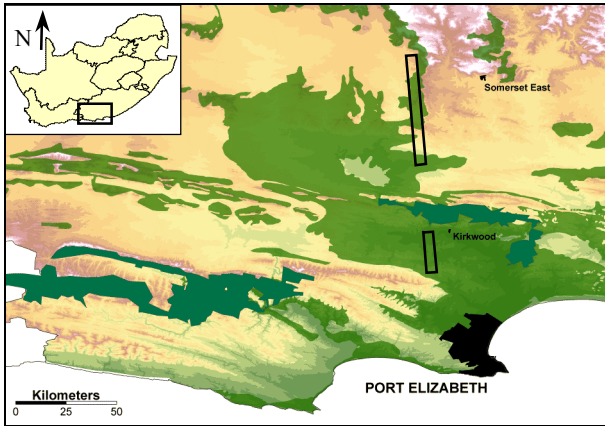 N
Somerset East
Kirkwood
PORT ELIZABETH
Kilometers
0 25 50